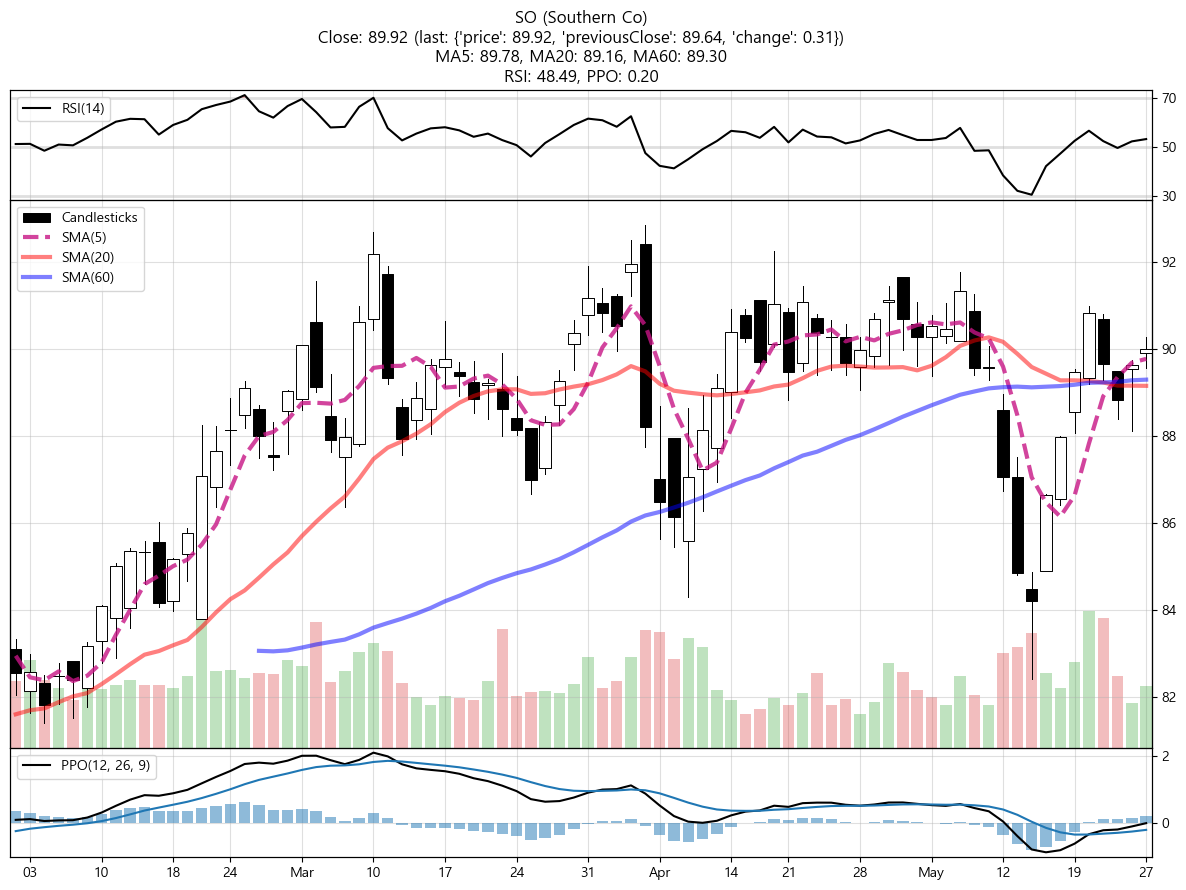 SO (Southern Co)
Close: 89.92 (last: {'price': 89.92, 'previousClose': 89.64, 'change': 0.31})
MA5: 89.78, MA20: 89.16, MA60: 89.30
RSI: 48.49, PPO: 0.20
RSI(14)
70
50
30
Candlesticks
SMA(5)
SMA(20)
SMA(60)
92
90
88
86
84
82
PPO(12, 26, 9)
2
0
03 10 18 24 Mar 10 17 24 31 Apr 14 21 28 May 12 19 27